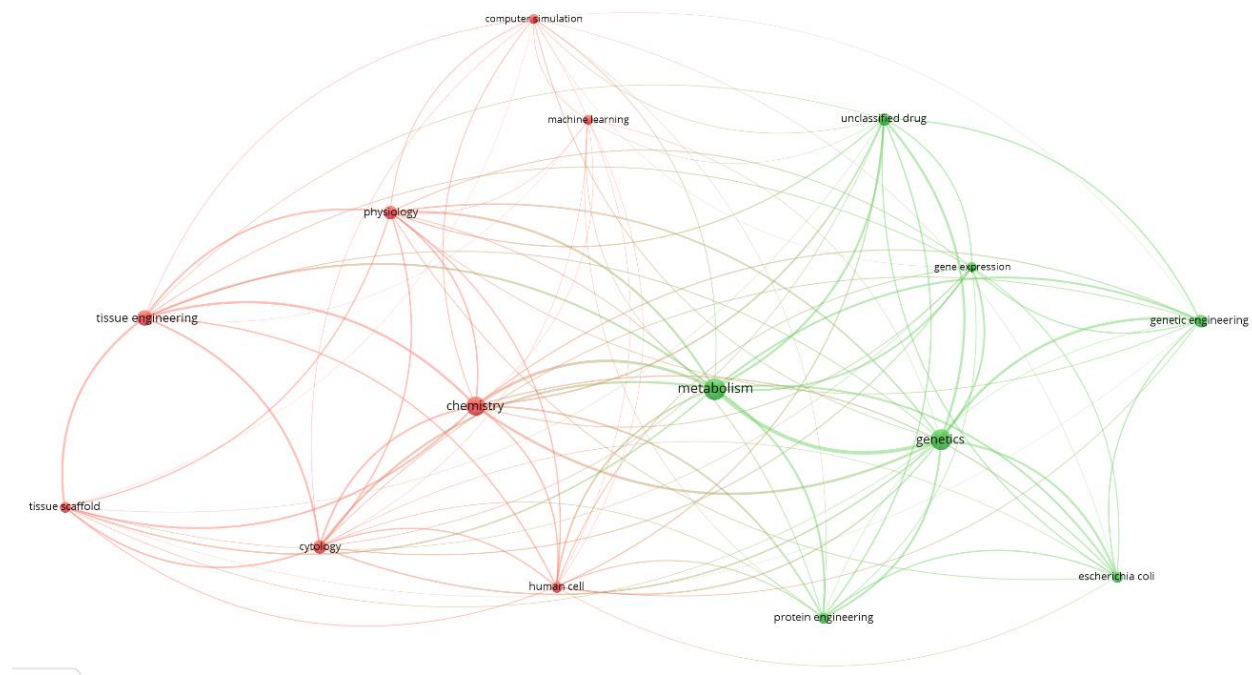 computer simulation
machine learning
unclassified drug
physiology
gene expression
tissue engineering
genetic engineering
metabolism
chemistry
genetics
tissue scaffold
cytology
escherichia coli
human cell
protein engineering